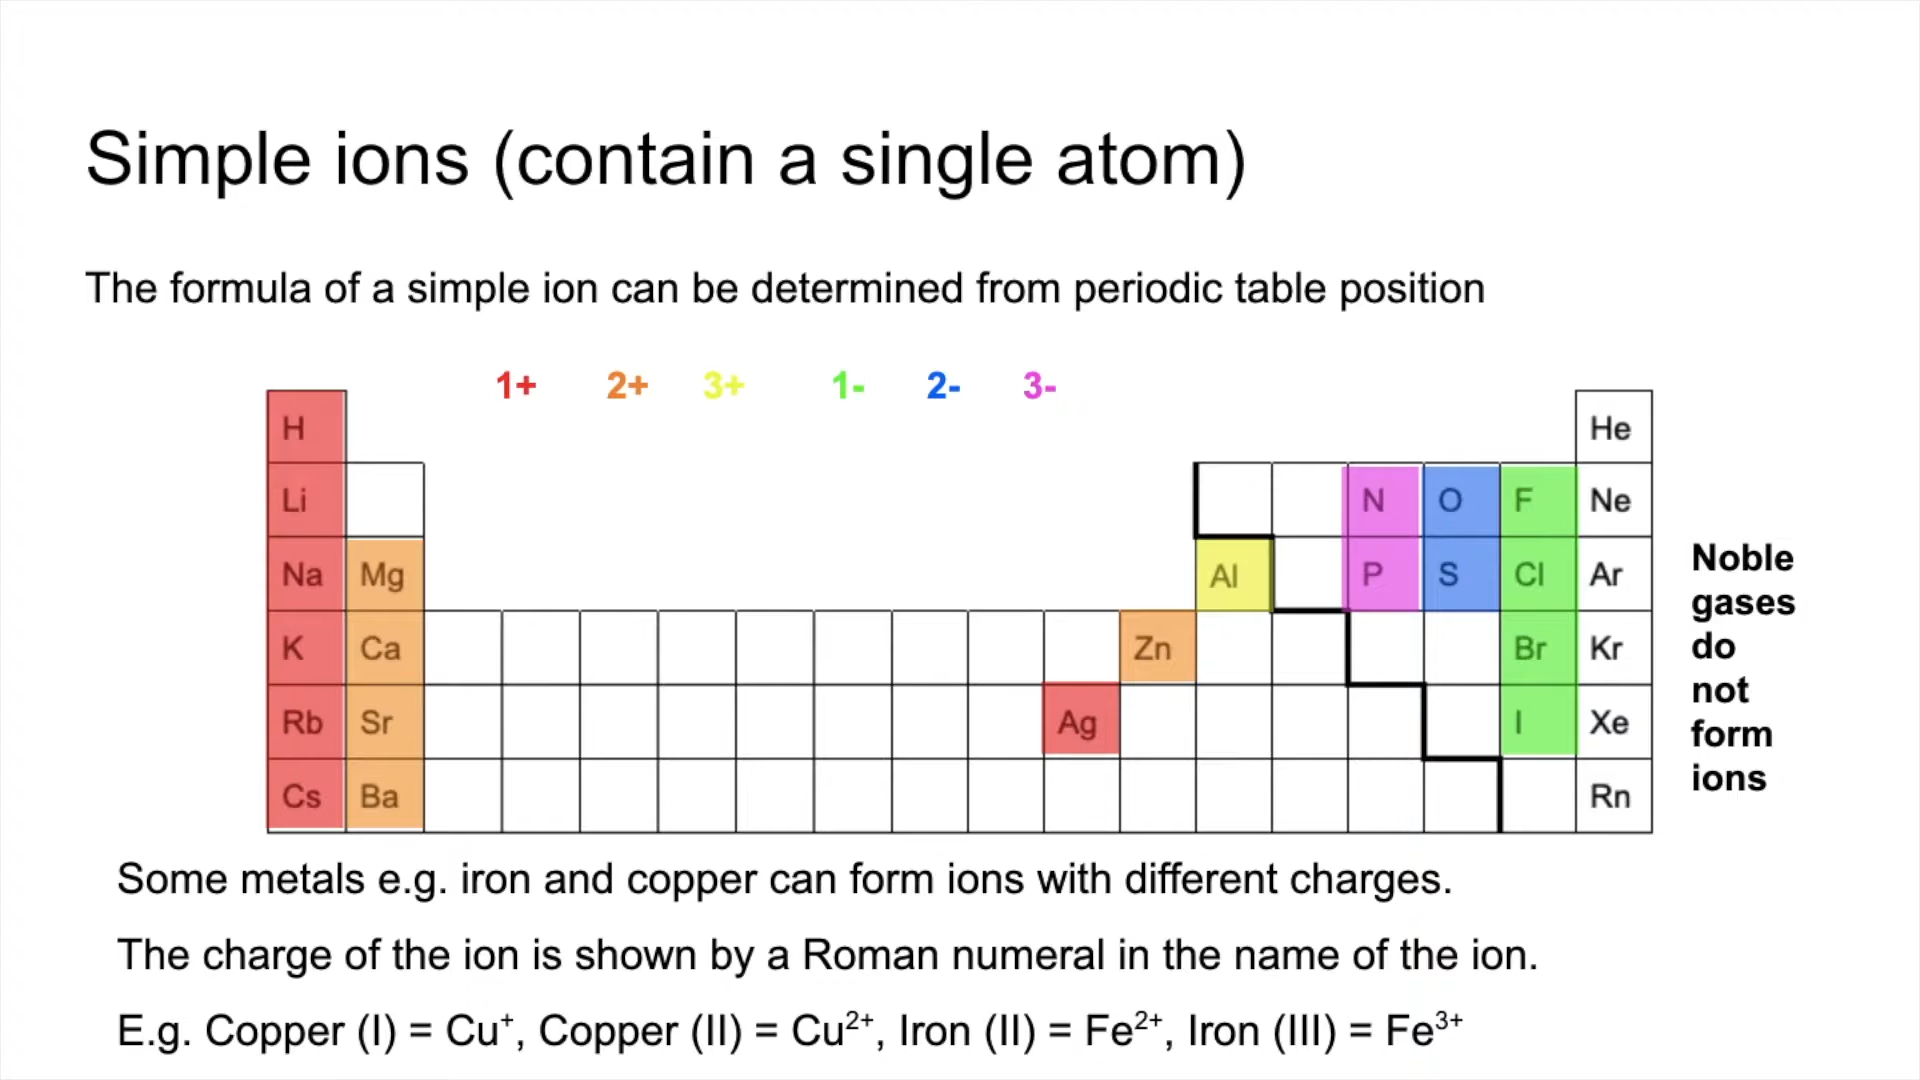 Simple ions (contain a single atom)
The formula of a simple ion can be determined from periodic table position
1+ 2+ 3+ 1- 2- 3-
H He
Li N O F Ne
Na Mg Al P S Cl Ar
K Ca Zn Br Kr
Rb Sr Ag I Xe
Cs Ba Rn
Noble
gases
do
not
form
ions
Some metals e.g. iron and copper can form ions with different charges.
The charge of the ion is shown by a Roman numeral in the name of the ion.
E.g. Copper (I) = Cu⁺, Copper (II) = Cu²⁺, Iron (II) = Fe²⁺, Iron (III) = Fe³⁺